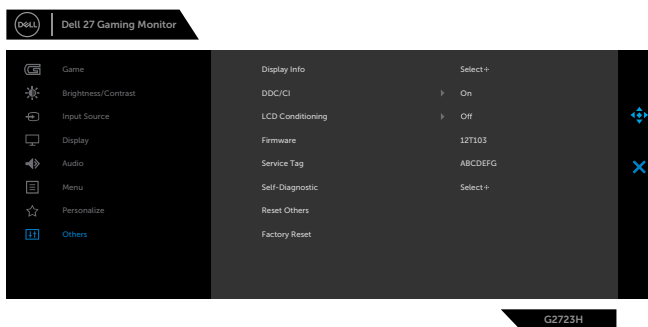 DELL Dell 27 Gaming Monitor
Game Display Info Select
Brightness/Contrast DDC/CI On
Input Source LCD Conditioning Off
Display Firmware 12T103
Audio Service Tag ABCDEFG
Menu Self-Diagnostic Select
Personalize Reset Others
Others Factory Reset
G2723H